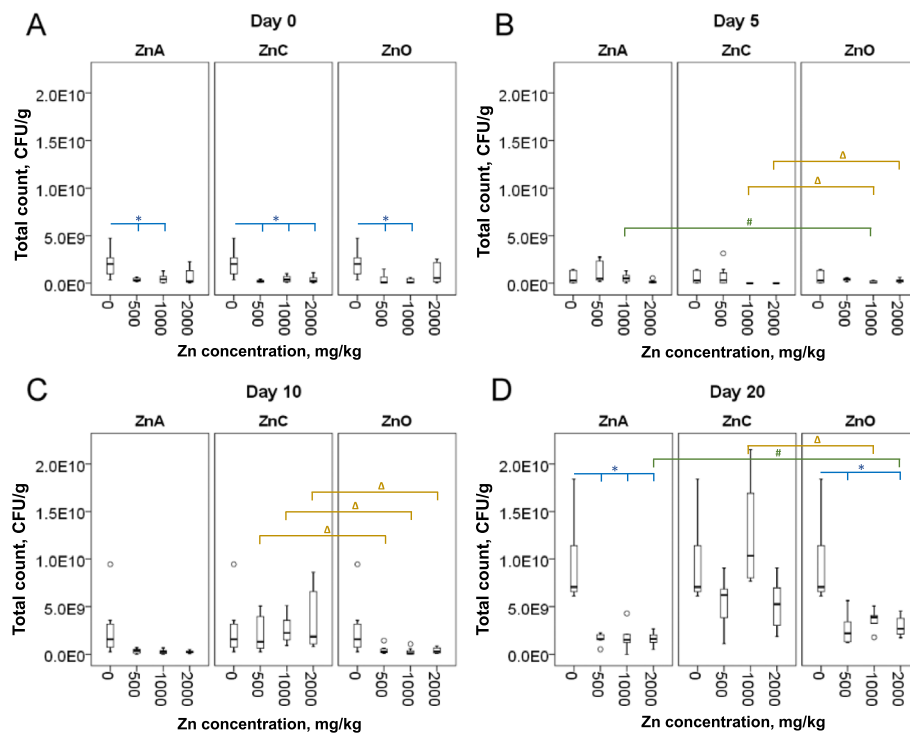 A
Day 0
ZnA
ZnC
ZnO
Total count, CFU/g
2.0E10
1.5E10
1.0E10
5.0E9
0.0E0
*
*
*
0 500 1000 2000 0 500 1000 2000 0 500 1000 2000
Zn concentration, mg/kg
B
Day 5
ZnA
ZnC
ZnO
Total count, CFU/g
2.0E10
1.5E10
1.0E10
5.0E9
0.0E0
Δ
Δ
#
0 500 1000 2000 0 500 1000 2000 0 500 1000 2000
Zn concentration, mg/kg
C
Day 10
ZnA
ZnC
ZnO
Total count, CFU/g
2.0E10
1.5E10
1.0E10
5.0E9
0.0E0
Δ
Δ
Δ
0 500 1000 2000 0 500 1000 2000 0 500 1000 2000
Zn concentration, mg/kg
D
Day 20
ZnA
ZnC
ZnO
Total count, CFU/g
2.0E10
1.5E10
1.0E10
5.0E9
0.0E0
Δ
#
*
*
0 500 1000 2000 0 500 1000 2000 0 500 1000 2000
Zn concentration, mg/kg